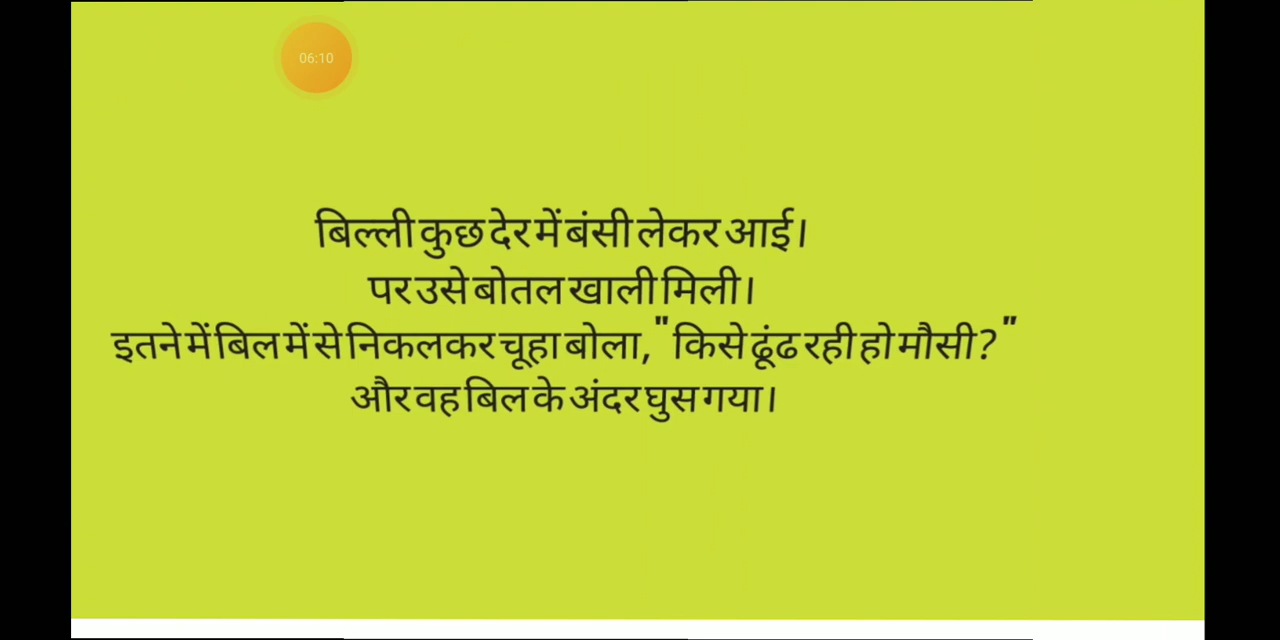 06:10
बिल्ली कुछ देर में बंसी लेकर आई।
पर उसे बोतल खाली मिली।
इतने में बिल में से निकलकर चूहा बोला, "किसे ढूंढ रही हो मौसी?"
और वह बिल के अंदर घुस गया।